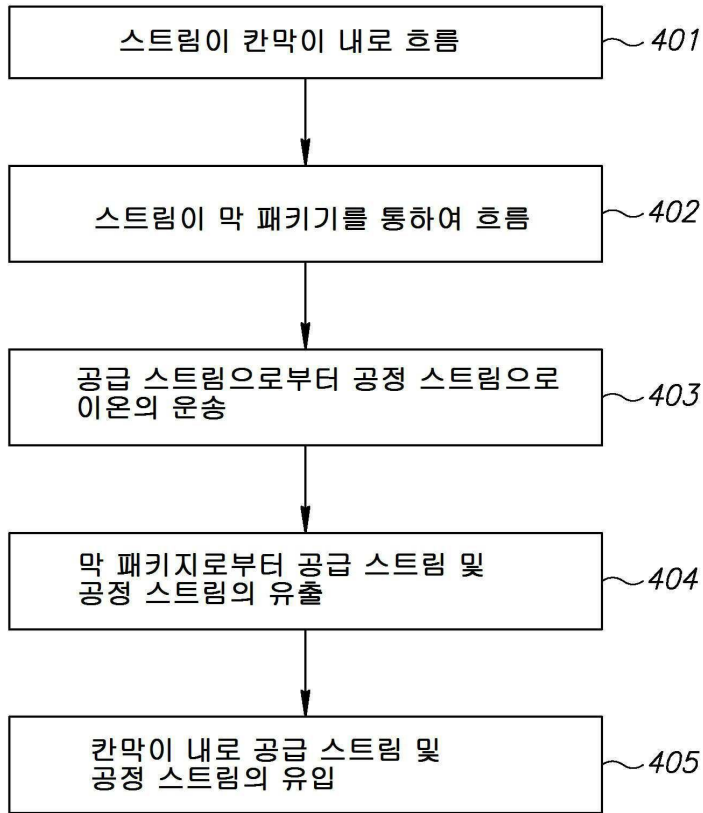 스트림이 칸막이 내로 흐름
401
스트림이 막 패키기를 통하여 흐름
402
공급 스트림으로부터 공정 스트림으로
이온의 운송
403
막 패키지로부터 공급 스트림 및
공정 스트림의 유출
404
칸막이 내로 공급 스트림 및
공정 스트림의 유입
405